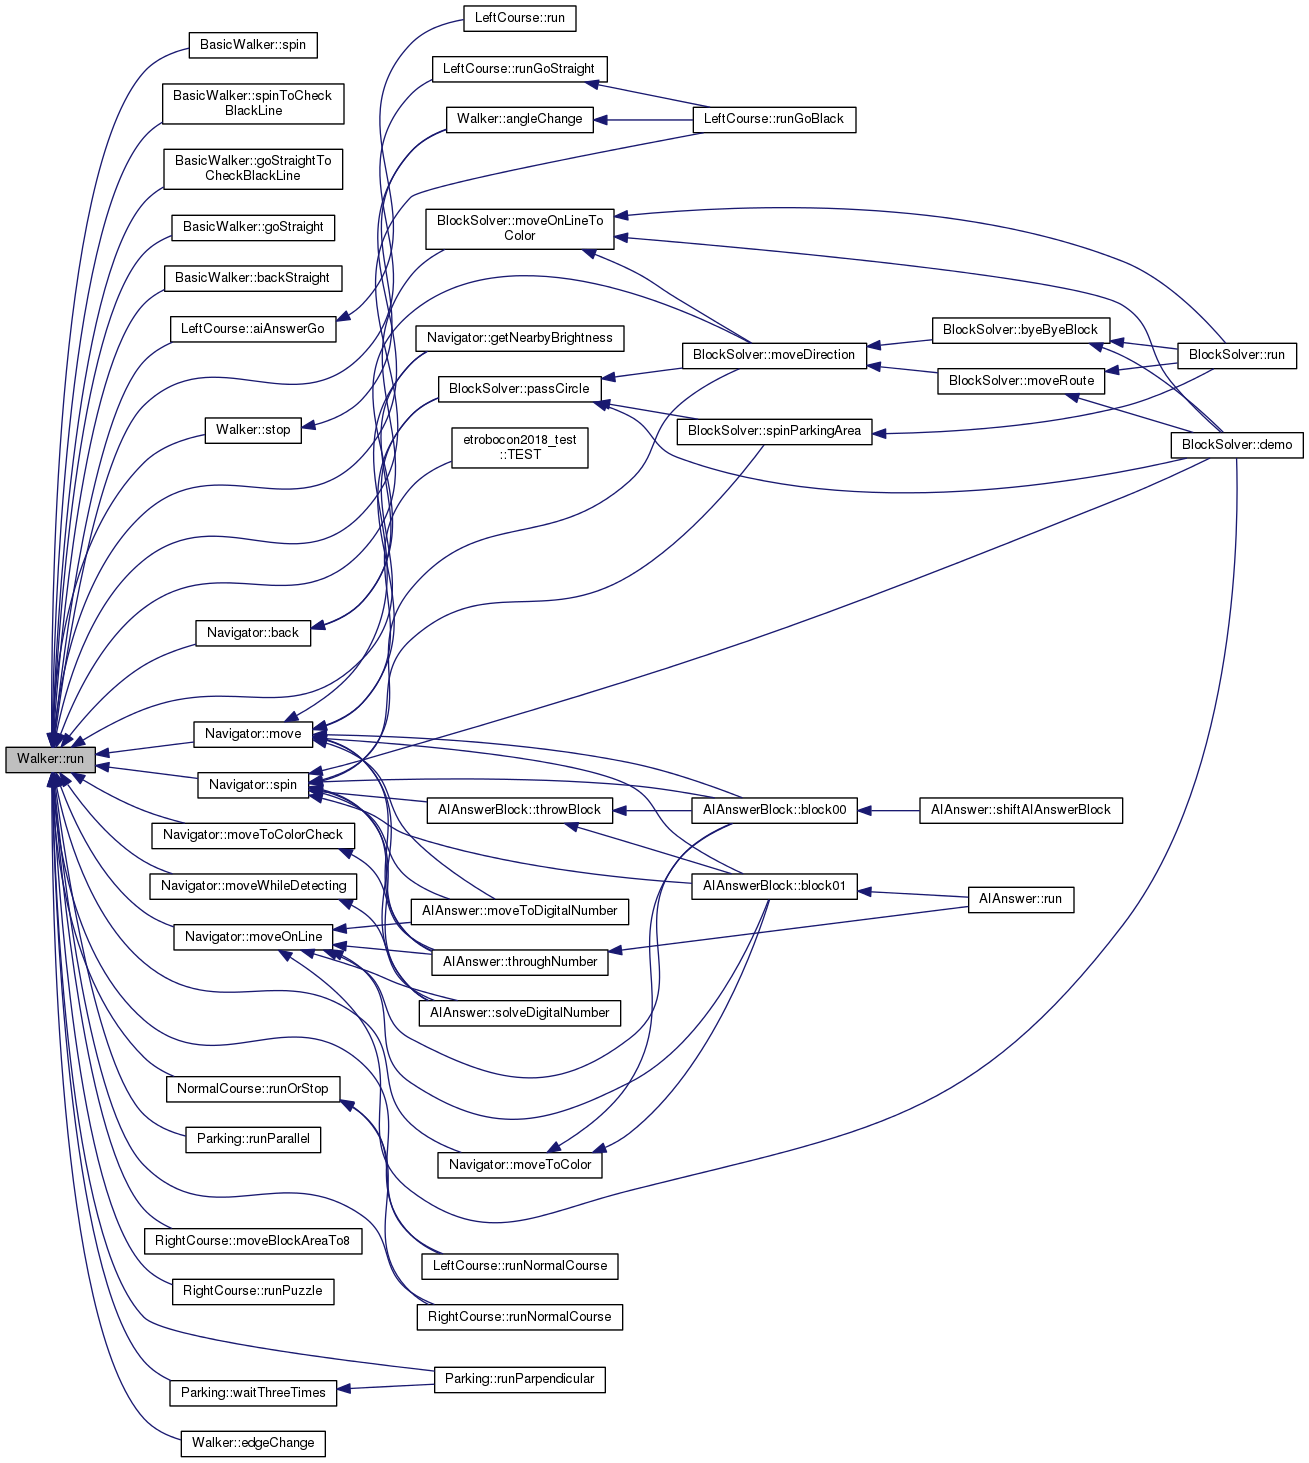 LeftCourse::run
BasicWalker::spin
LeftCourse::runGoStraight
BasicWalker::spinToCheck
BlackLine
Walker::angleChange
LeftCourse::runGoBlack
BasicWalker::goStraightTo
CheckBlackLine
BasicWalker::goStraight
BlockSolver::moveOnLineTo
Color
BasicWalker::backStraight
LeftCourse::aiAnswerGo
Navigator::getNearbyBrightness
BlockSolver::byeByeBlock
BlockSolver::moveDirection
BlockSolver::run
BlockSolver::passCircle
BlockSolver::moveRoute
Walker::stop
BlockSolver::spinParkingArea
etrobocon2018_test
::TEST
BlockSolver::demo
Navigator::back
Navigator::move
Walker::run
Navigator::spin
AIAnswerBlock::throwBlock
AIAnswerBlock::block00
AIAnswer::shiftAIAnswerBlock
Navigator::moveToColorCheck
Navigator::moveWhileDetecting
AIAnswerBlock::block01
AIAnswer::run
AIAnswer::moveToDigitalNumber
Navigator::moveOnLine
AIAnswer::throughNumber
AIAnswer::solveDigitalNumber
NormalCourse::runOrStop
Parking::runParallel
Navigator::moveToColor
RightCourse::moveBlockAreaTo8
LeftCourse::runNormalCourse
RightCourse::runPuzzle
RightCourse::runNormalCourse
Parking::runParpendicular
Parking::waitThreeTimes
Walker::edgeChange